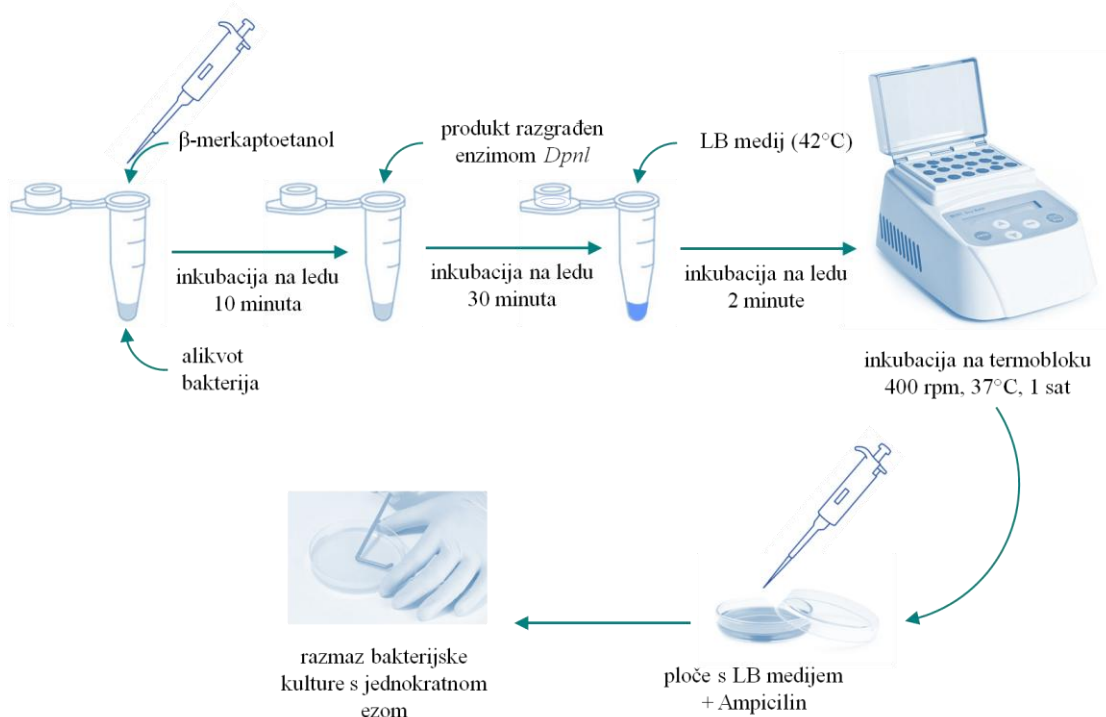 β-merkaptoetanol
produkt razgrađen
enzimom DpnI
LB medij (42°C)
inkubacija na ledu
10 minuta
inkubacija na ledu
30 minuta
inkubacija na ledu
2 minute
alikvot
bakterija
inkubacija na termobloku
400 rpm, 37°C, 1 sat
ploče s LB medijem
+ Ampicilin
razmaz bakterijske
kulture s jednokratnom
ezom